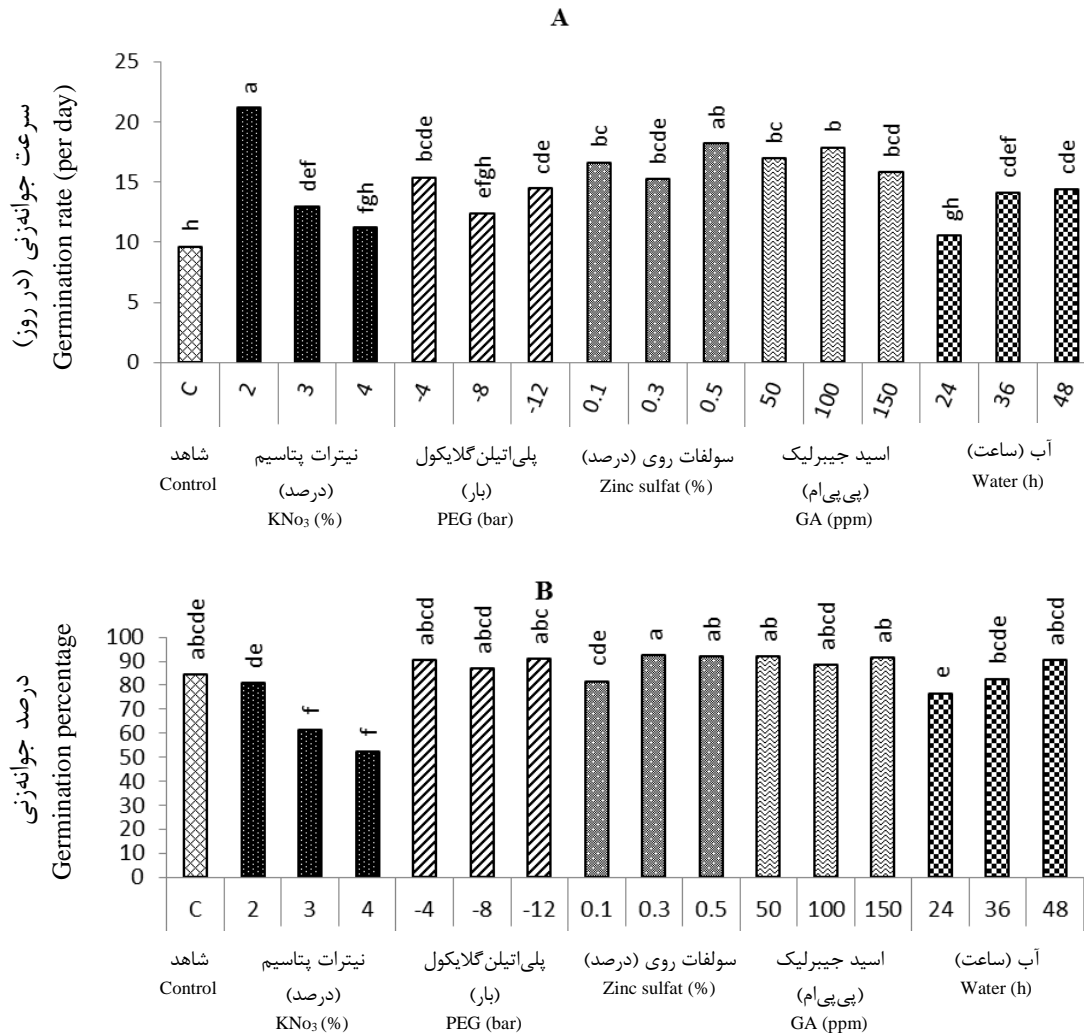 A
سرعت جوانه‌زنی (در روز)
Germination rate (per day)
25
20
15
10
5
0
h
a
def
fgh
bcde
efgh
cde
bc
bcde
ab
bc
b
bcd
gh
cdef
cde
C 2 3 4 -4 -8 -12 0.1 0.3 0.5 50 100 150 24 36 48
شاهد
Control
نیترات پتاسیم
(درصد)
KNo₃ (%)
پلی‌اتیلن‌گلایکول
(بار)
PEG (bar)
سولفات روی (درصد)
Zinc sulfat (%)
اسید جیبرلیک
(پی‌پی‌ام)
GA (ppm)
آب (ساعت)
Water (h)
B
درصد جوانه‌زنی
Germination percentage
100
90
80
70
60
50
40
30
20
10
0
abcde
de
f
f
abcd
abcd
abc
cde
a
ab
ab
abcd
ab
e
bcde
abcd
C 2 3 4 -4 -8 -12 0.1 0.3 0.5 50 100 150 24 36 48
شاهد
Control
نیترات پتاسیم
(درصد)
KNo₃ (%)
پلی‌اتیلن‌گلایکول
(بار)
PEG (bar)
سولفات روی (درصد)
Zinc sulfat (%)
اسید جیبرلیک
(پی‌پی‌ام)
GA (ppm)
آب (ساعت)
Water (h)